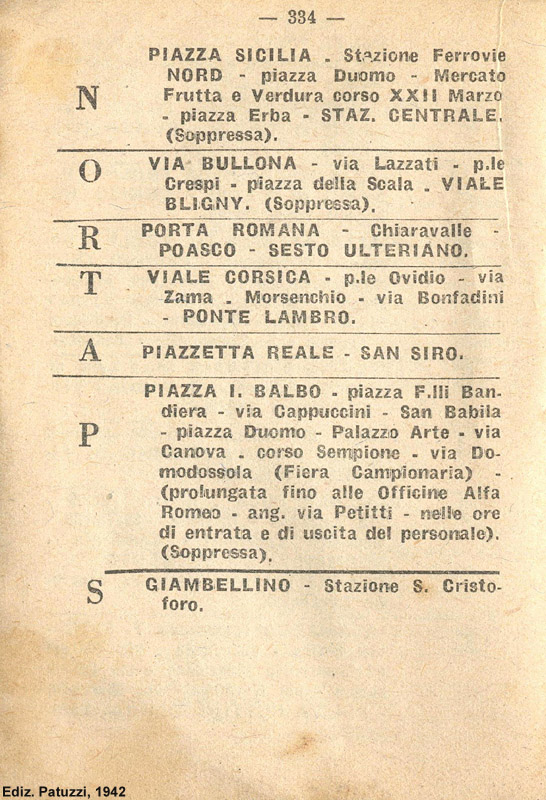 — 334 —
N
PIAZZA SICILIA - Stazione Ferrovie
NORD - piazza Duomo - Mercato
Frutta e Verdura corso XXII Marzo
- piazza Erba - STAZ. CENTRALE.
(Soppressa).
O
VIA BULLONA - via Lazzati - p.le
Crespi - piazza della Scala - VIALE
BLIGNY. (Soppressa).
R
PORTA ROMANA - Chiaravalle -
POASCO - SESTO ULTERIANO.
T
VIALE CORSICA - p.le Ovidio - via
Zama - Morsenchio - via Bonfadini
- PONTE LAMBRO.
A
PIAZZETTA REALE - SAN SIRO.
P
PIAZZA I. BALBO - piazza F.lli Ban-
diera - via Cappuccini - San Babila
- piazza Duomo - Palazzo Arte - via
Canova - corso Sempione - via Do-
modossola (Fiera Campionaria) -
(prolungata fino alle Officine Alfa
Romeo - ang. via Petitti - nelle ore
di entrata e di uscita del personale).
(Soppressa).
S
GIAMBELLINO - Stazione S. Cristo-
foro.
Ediz. Patuzzi, 1942